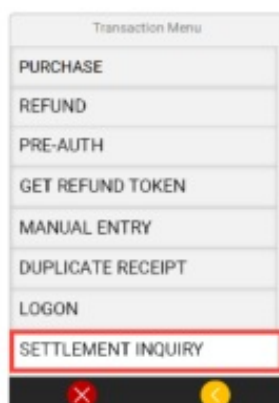 Transaction Menu
PURCHASE
REFUND
PRE-AUTH
GET REFUND TOKEN
MANUAL ENTRY
DUPLICATE RECEIPT
LOGON
SETTLEMENT INQUIRY